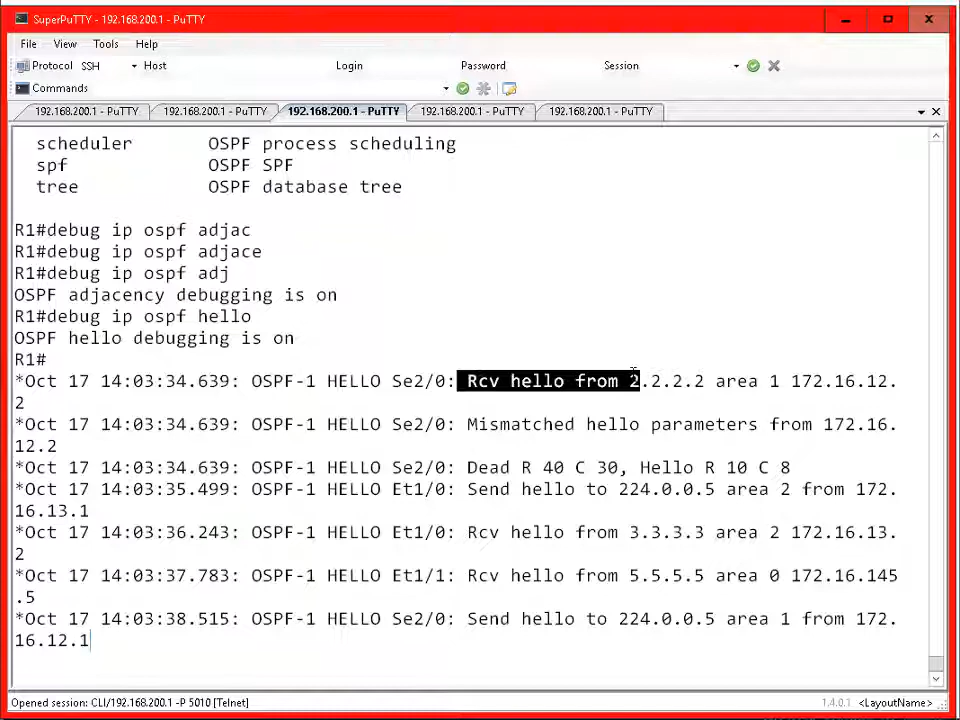 SuperPuTTY - 192.168.200.1 - PuTTY
File View Tools Help
Protocol SSH Host Login Password Session
Commands
192.168.200.1 - PuTTY 192.168.200.1 - PuTTY 192.168.200.1 - PuTTY 192.168.200.1 - PuTTY 192.168.200.1 - PuTTY
scheduler OSPF process scheduling
spf OSPF SPF
tree OSPF database tree
R1#debug ip ospf adjac
R1#debug ip ospf adjace
R1#debug ip ospf adj
OSPF adjacency debugging is on
R1#debug ip ospf hello
OSPF hello debugging is on
R1#
*Oct 17 14:03:34.639: OSPF-1 HELLO Se2/0: Rcv hello from 2.2.2.2 area 1 172.16.12.
2
*Oct 17 14:03:34.639: OSPF-1 HELLO Se2/0: Mismatched hello parameters from 172.16.
12.2
*Oct 17 14:03:34.639: OSPF-1 HELLO Se2/0: Dead R 40 C 30, Hello R 10 C 8
*Oct 17 14:03:35.499: OSPF-1 HELLO Et1/0: Send hello to 224.0.0.5 area 2 from 172.
16.13.1
*Oct 17 14:03:36.243: OSPF-1 HELLO Et1/0: Rcv hello from 3.3.3.3 area 2 172.16.13.
2
*Oct 17 14:03:37.783: OSPF-1 HELLO Et1/1: Rcv hello from 5.5.5.5 area 0 172.16.145
.5
*Oct 17 14:03:38.515: OSPF-1 HELLO Se2/0: Send hello to 224.0.0.5 area 1 from 172.
16.12.1
Opened session: CLI/192.168.200.1 -P 5010 [Telnet] 1.4.0.1 <LayoutName>